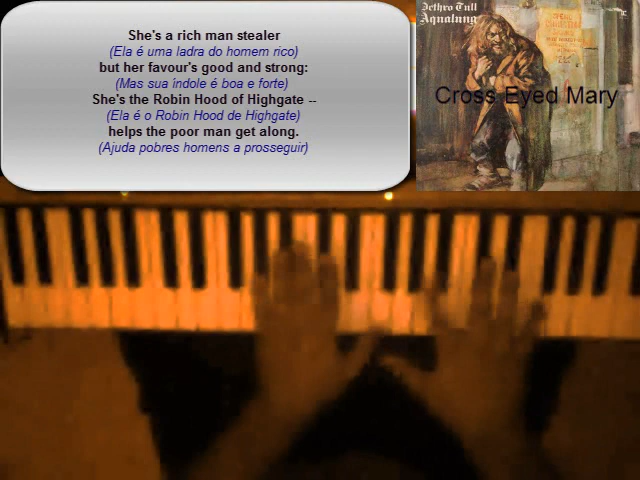 She's a rich man stealer
(Ela é uma ladra do homem rico)
but her favour's good and strong:
(Mas sua índole é boa e forte)
She's the Robin Hood of Highgate --
(Ela é o Robin Hood de Highgate)
helps the poor man get along.
(Ajuda pobres homens a prosseguir)
Jethro Tull
Aqualung
Cross Eyed Mary